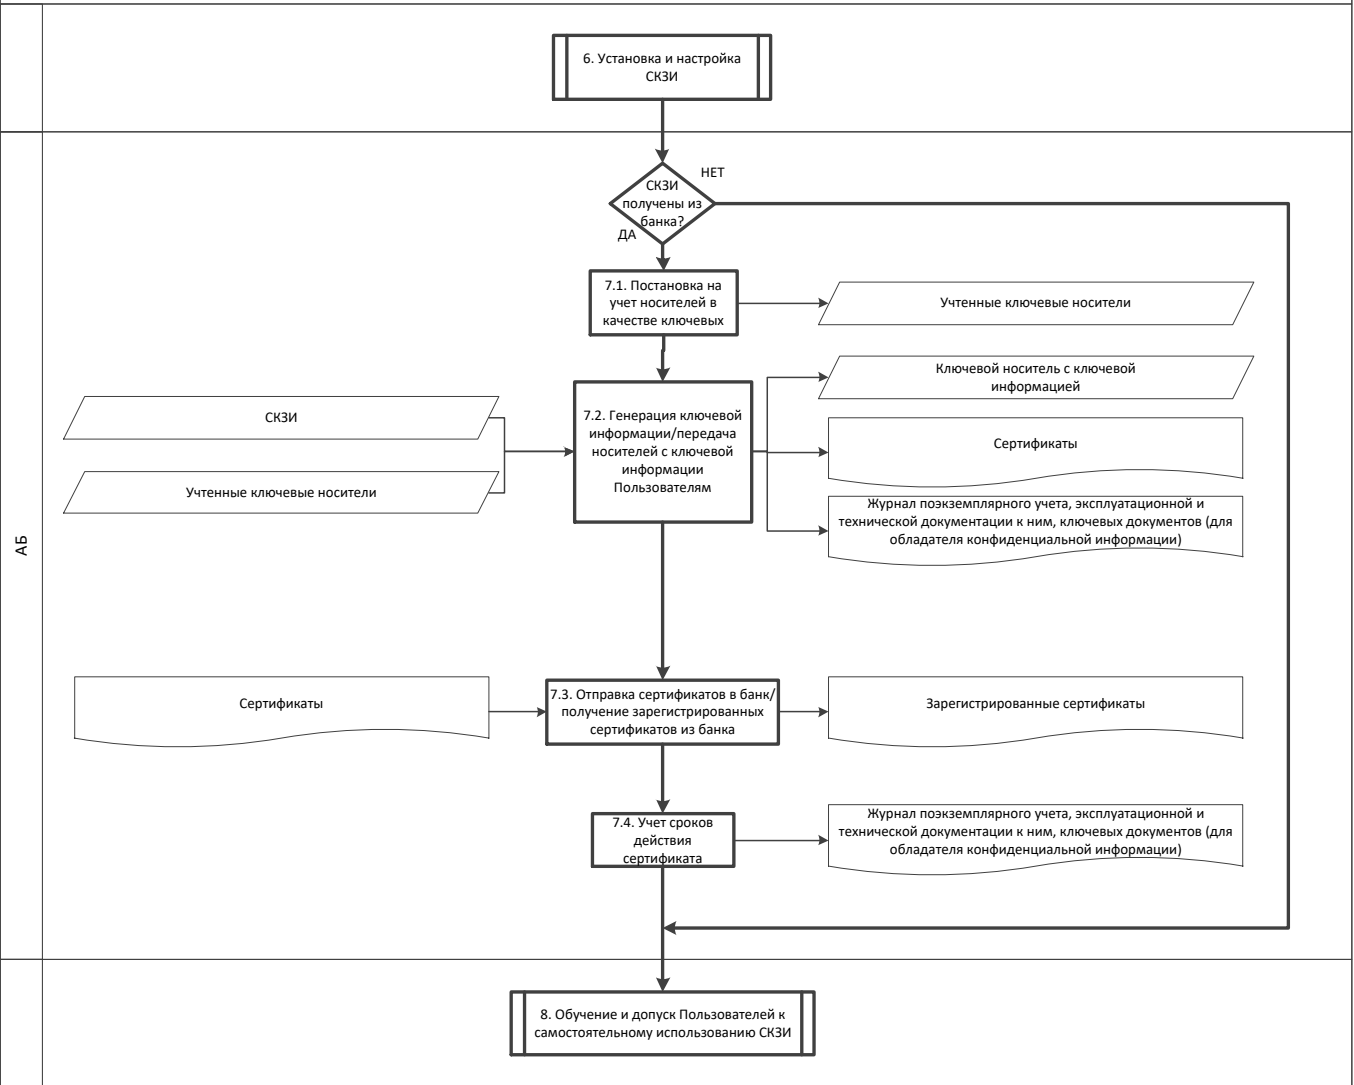 6. Установка и настройка
СКЗИ
СКЗИ
получены из
банка?
НЕТ
ДА
7.1. Постановка на
учет носителей в
качестве ключевых
Учтенные ключевые носители
Ключевой носитель с ключевой
информацией
СКЗИ
7.2. Генерация ключевой
информации/передача
носителей с ключевой
информации
Пользователям
Сертификаты
Учтенные ключевые носители
Журнал поэкземплярного учета, эксплуатационной и
технической документации к ним, ключевых документов (для
обладателя конфиденциальной информации)
АБ
Сертификаты
7.3. Отправка сертификатов в банк/
получение зарегистрированных
сертификатов из банка
Зарегистрированные сертификаты
7.4. Учет сроков
действия
сертификата
Журнал поэкземплярного учета, эксплуатационной и
технической документации к ним, ключевых документов (для
обладателя конфиденциальной информации)
8. Обучение и допуск Пользователей к
самостоятельному использованию СКЗИ